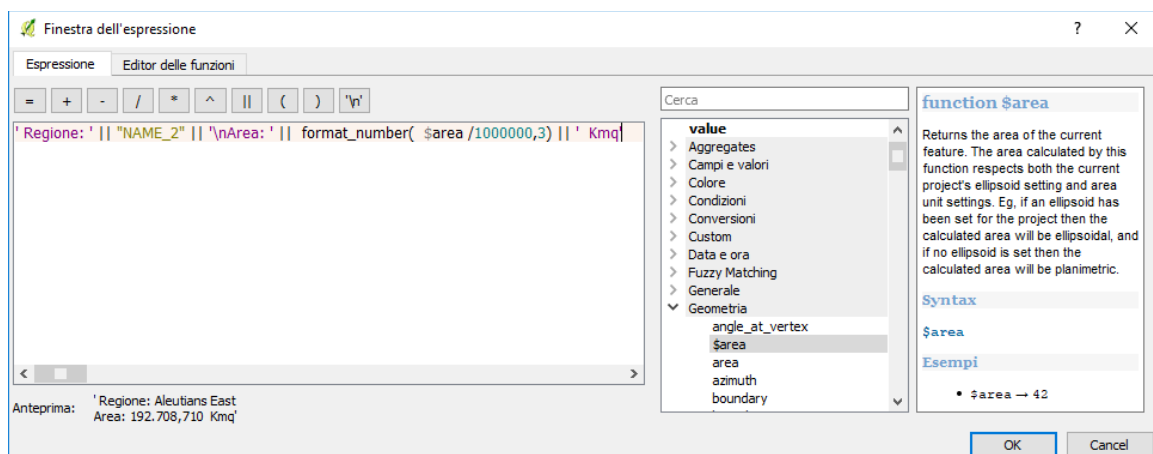 Finestra dell'espressione
?
Espressione
Editor delle funzioni
= + - / * ^ || ( ) '\n'
' Regione: ' || "NAME_2" || '\nArea: ' || format_number( $area /1000000,3) || ' Kmq'
Anteprima:
' Regione: Aleutians East
Area: 192.708,710 Kmq'
Cerca
value
Aggregates
Campi e valori
Colore
Condizioni
Conversioni
Custom
Data e ora
Fuzzy Matching
Generale
Geometria
angle_at_vertex
$area
area
azimuth
boundary
function $area
Returns the area of the current
feature. The area calculated by this
function respects both the current
project's ellipsoid setting and area
unit settings. Eg, if an ellipsoid has
been set for the project then the
calculated area will be ellipsoidal, and
if no ellipsoid is set then the
calculated area will be planimetric.
Syntax
$area
Esempi
• $area → 42
OK
Cancel